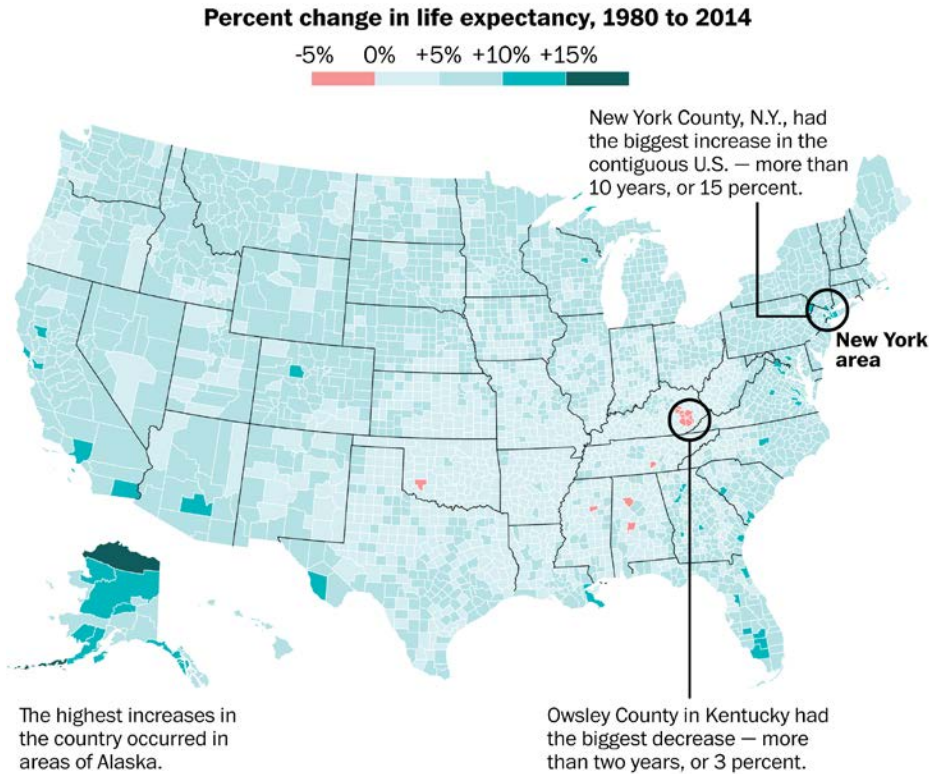 Percent change in life expectancy, 1980 to 2014
-5% 0% +5% +10% +15%
New York County, N.Y., had
the biggest increase in the
contiguous U.S. — more than
10 years, or 15 percent.
New York
area
The highest increases in
the country occurred in
areas of Alaska.
Owsley County in Kentucky had
the biggest decrease — more
than two years, or 3 percent.